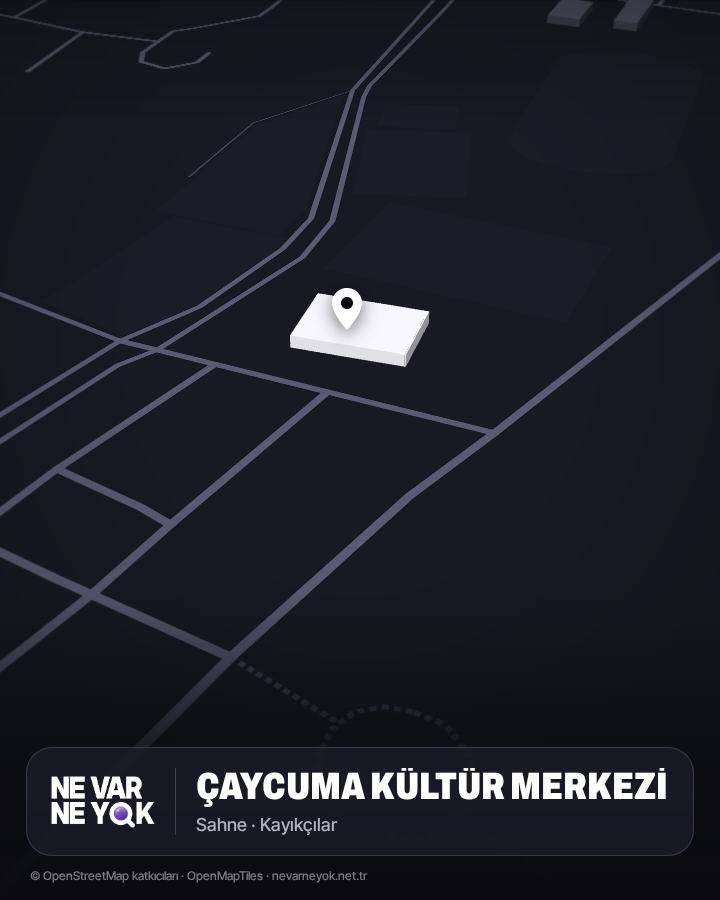 NE VAR
NE YOK
ÇAYCUMA KÜLTÜR MERKEZİ
Sahne · Kayıkçılar
© OpenStreetMap katkıcıları · OpenMapTiles · nevarneyok.net.tr